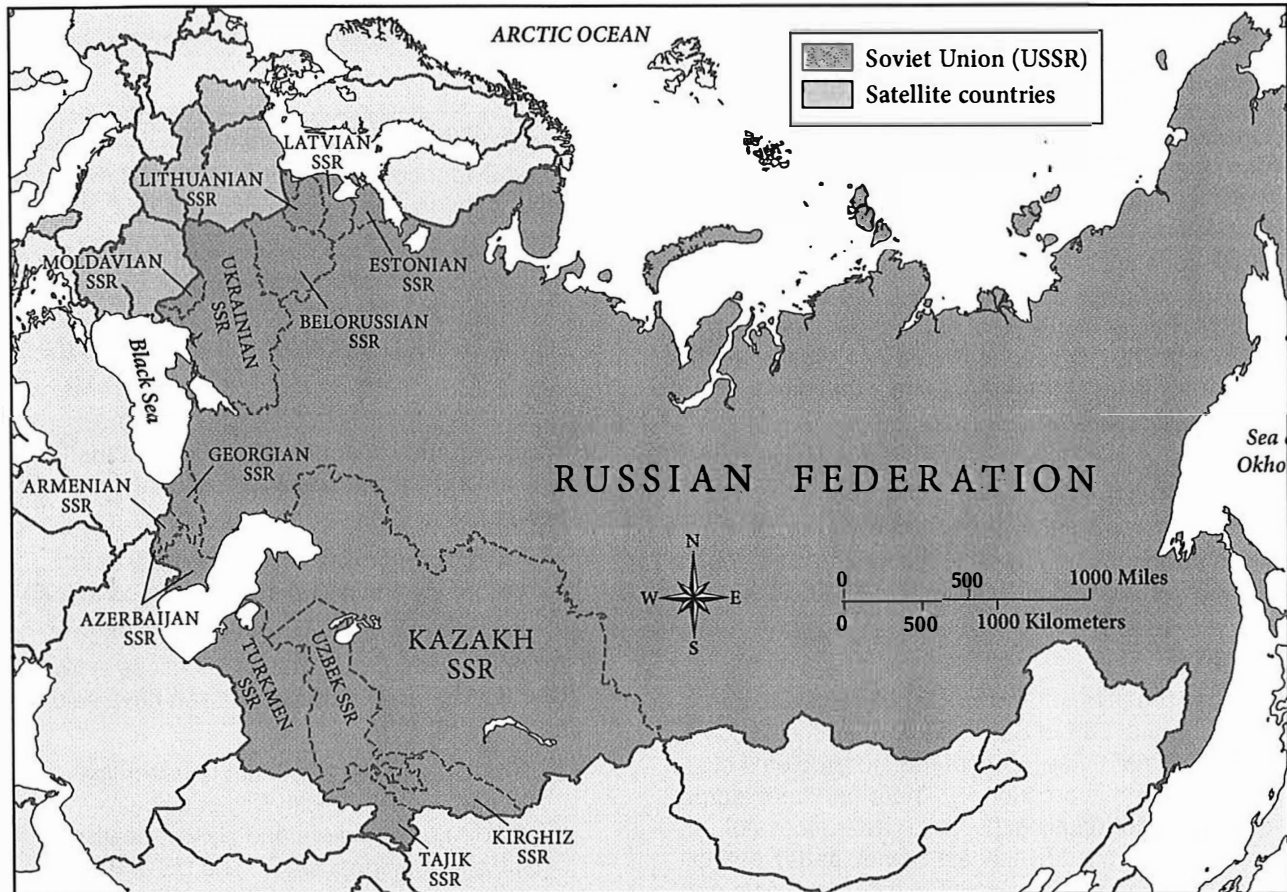 ARCTIC OCEAN
Soviet Union (USSR)
Satellite countries
LATVIAN
SSR
LITHUANIAN
SSR
MOLDAVIAN
SSR
UKRAINIAN
SSR
ESTONIAN
SSR
BELORUSSIAN
SSR
Black Sea
GEORGIAN
SSR
ARMENIAN
SSR
RUSSIAN FEDERATION
Sea
Okho
N
W E
S
0 500 1000 Miles
0 500 1000 Kilometers
AZERBAIJAN
SSR
TURKMEN
SSR
UZBEK SSR
KAZAKH
SSR
KIRGHIZ
SSR
TAJIK
SSR